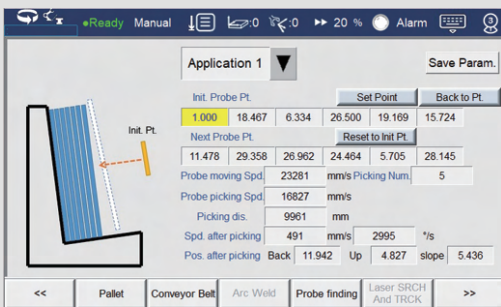 Ready Manual :0 :0 20 % Alarm 3
Application 1 Save Param.
Init. Probe Pt. Set Point Back to Pt.
1.000 18.467 6.334 26.500 19.169 15.724
Next Probe Pt. Reset to Init Pt.
Init. Pt.
11.478 29.358 26.962 24.464 5.705 28.145
Probe moving Spd. 23281 mm/s Picking Num. 5
Probe picking Spd. 16827 mm/s
Picking dis. 9961 mm
Spd. after picking 491 mm/s 2995 °/s
Pos. after picking Back 11.942 Up 4.827 slope 5.436
<< Pallet Conveyor Belt Arc Weld Probe finding Laser SRCH And TRCK >>